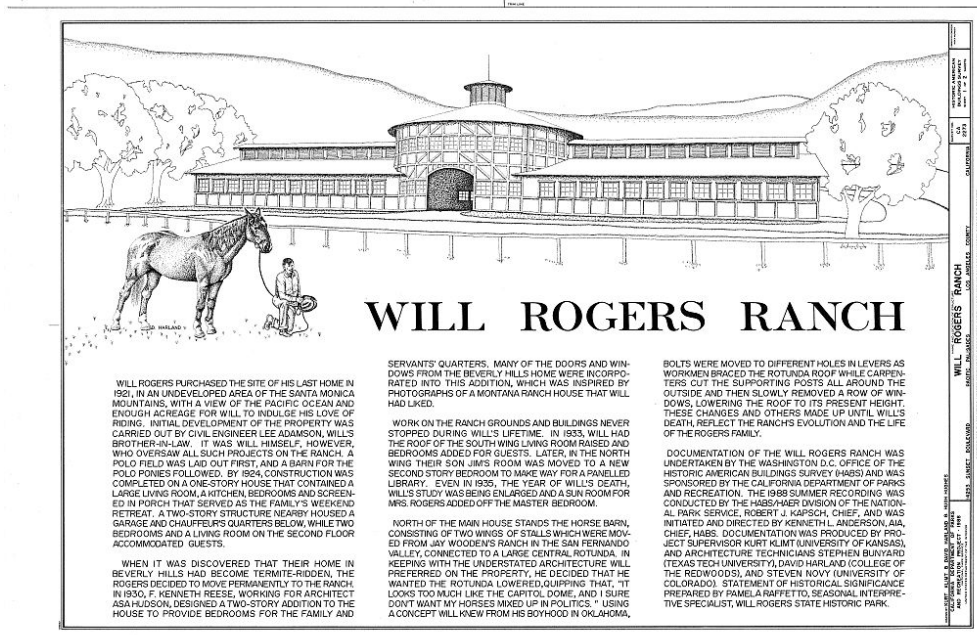 WILL ROGERS RANCH
D. HARLAND
WILL ROGERS PURCHASED THE SITE OF HIS LAST HOME IN
1921, IN AN UNDEVELOPED AREA OF THE SANTA MONICA
MOUNTAINS, WITH A VIEW OF THE PACIFIC OCEAN AND
ENOUGH ACREAGE FOR WILL TO INDULGE HIS LOVE OF
RIDING. INITIAL DEVELOPMENT OF THE PROPERTY WAS
CARRIED OUT BY CIVIL ENGINEER LEE ADAMSON, WILL'S
BROTHER-IN-LAW. IT WAS WILL HIMSELF, HOWEVER,
WHO OVERSAW ALL SUCH PROJECTS ON THE RANCH. A
POLO FIELD WAS LAID OUT FIRST, AND A BARN FOR THE
POLO PONIES FOLLOWED. BY 1924, CONSTRUCTION WAS
COMPLETED ON A ONE-STORY HOUSE THAT CONTAINED A
LARGE LIVING ROOM, A KITCHEN, BEDROOMS AND SCREEN-
ED IN PORCH THAT SERVED AS THE FAMILY'S WEEKEND
RETREAT. A TWO-STORY STRUCTURE NEARBY HOUSED A
GARAGE AND CHAUFFEUR'S QUARTERS BELOW, WHILE TWO
BEDROOMS AND A LIVING ROOM ON THE SECOND FLOOR
ACCOMMODATED GUESTS.
WHEN IT WAS DISCOVERED THAT THEIR HOME IN
BEVERLY HILLS HAD BECOME TERMITE-RIDDEN, THE
ROGERS DECIDED TO MOVE PERMANENTLY TO THE RANCH.
IN 1930, F. KENNETH REESE, WORKING FOR ARCHITECT
ASA HUDSON, DESIGNED A TWO-STORY ADDITION TO THE
HOUSE TO PROVIDE BEDROOMS FOR THE FAMILY AND
SERVANTS' QUARTERS. MANY OF THE DOORS AND WIN-
DOWS FROM THE BEVERLY HILLS HOME WERE INCORPO-
RATED INTO THIS ADDITION, WHICH WAS INSPIRED BY
PHOTOGRAPHS OF A MONTANA RANCH HOUSE THAT WILL
HAD LIKED.
WORK ON THE RANCH GROUNDS AND BUILDINGS NEVER
STOPPED DURING WILL'S LIFETIME. IN 1933, WILL HAD
THE ROOF OF THE SOUTH WING LIVING ROOM RAISED AND
BEDROOMS ADDED FOR GUESTS. LATER, IN THE NORTH
WING THEIR SON JIM'S ROOM WAS MOVED TO A NEW
SECOND STORY BEDROOM TO MAKE WAY FOR A PANELLED
LIBRARY. EVEN IN 1935, THE YEAR OF WILL'S DEATH,
WILL'S STUDY WAS BEING ENLARGED AND A SUN ROOM FOR
MRS. ROGERS ADDED OFF THE MASTER BEDROOM.
NORTH OF THE MAIN HOUSE STANDS THE HORSE BARN,
CONSISTING OF TWO WINGS OF STALLS WHICH WERE MOV-
ED FROM JAY WOODEN'S RANCH IN THE SAN FERNANDO
VALLEY, CONNECTED TO A LARGE CENTRAL ROTUNDA. IN
KEEPING WITH THE UNDERSTATED ARCHITECTURE WILL
PREFERRED ON THE PROPERTY, HE DECIDED THAT HE
WANTED THE ROTUNDA LOWERED, QUIPPING THAT, "IT
LOOKS TOO MUCH LIKE THE CAPITOL DOME, AND I SURE
DON'T WANT MY HORSES MIXED UP IN POLITICS. " USING
A CONCEPT WILL KNEW FROM HIS BOYHOOD IN OKLAHOMA,
BOLTS WERE MOVED TO DIFFERENT HOLES IN LEVERS AS
WORKMEN BRACED THE ROTUNDA ROOF WHILE CARPEN-
TERS CUT THE SUPPORTING POSTS ALL AROUND THE
OUTSIDE AND THEN SLOWLY REMOVED A ROW OF WIN-
DOWS, LOWERING THE ROOF TO ITS PRESENT HEIGHT.
THESE CHANGES AND OTHERS MADE UP UNTIL WILL'S
DEATH, REFLECT THE RANCH'S EVOLUTION AND THE LIFE
OF THE ROGERS FAMILY.
DOCUMENTATION OF THE WILL ROGERS RANCH WAS
UNDERTAKEN BY THE WASHINGTON D.C. OFFICE OF THE
HISTORIC AMERICAN BUILDINGS SURVEY (HABS) AND WAS
SPONSORED BY THE CALIFORNIA DEPARTMENT OF PARKS
AND RECREATION. THE 1988 SUMMER RECORDING WAS
CONDUCTED BY THE HABS/HAER DIVISION OF THE NATION-
AL PARK SERVICE, ROBERT J. KAPSCH, CHIEF, AND WAS
INITIATED AND DIRECTED BY KENNETH L. ANDERSON, AIA,
CHIEF, HABS. DOCUMENTATION WAS PRODUCED BY PRO-
JECT SUPERVISOR KURT KLIMT (UNIVERSITY OF KANSAS),
AND ARCHITECTURE TECHNICIANS STEPHEN BUNYARD
(TEXAS TECH UNIVERSITY), DAVID HARLAND (COLLEGE OF
THE REDWOODS), AND STEVEN NOVY (UNIVERSITY OF
COLORADO). STATEMENT OF HISTORICAL SIGNIFICANCE
PREPARED BY PAMELA RAFFETTO, SEASONAL INTERPRE-
TIVE SPECIALIST, WILL ROGERS STATE HISTORIC PARK.
HISTORIC AMERICAN
BUILDINGS SURVEY
CA
2273
WILL ROGERS RANCH
14253 SUNSET BOULEVARD PACIFIC PALISADES LOS ANGELES COUNTY CALIFORNIA
CALIFORNIA DEPARTMENT OF PARKS
AND RECREATION PROJECT - 1988